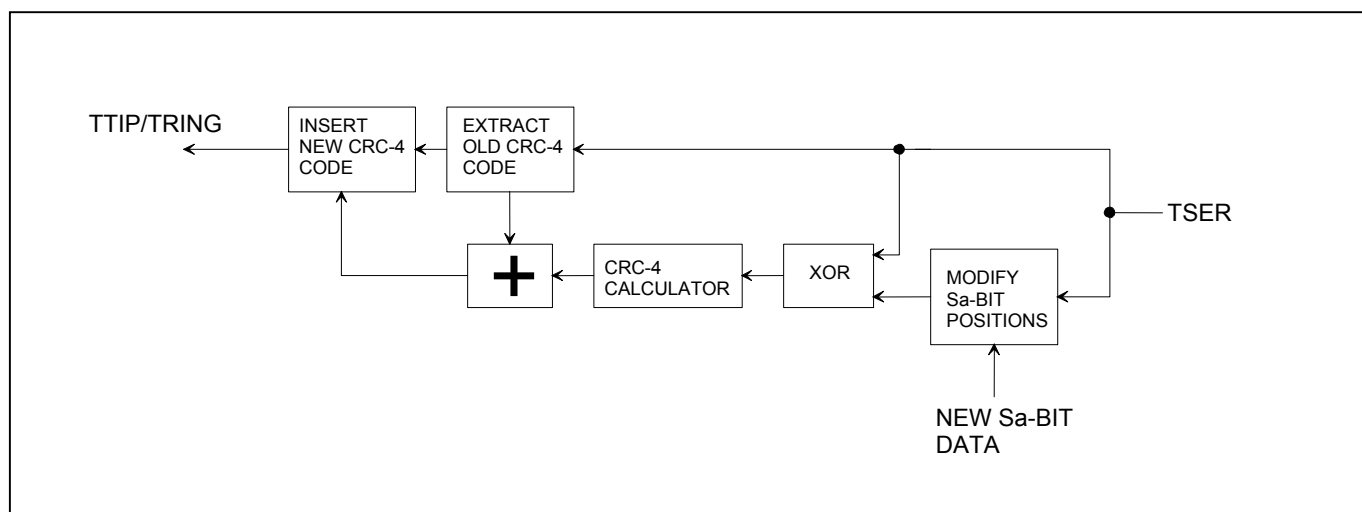 TTIP/TRING
INSERT
NEW CRC-4
CODE
EXTRACT
OLD CRC-4
CODE
TSER
+
CRC-4
CALCULATOR
XOR
MODIFY
Sa-BIT
POSITIONS
NEW Sa-BIT
DATA